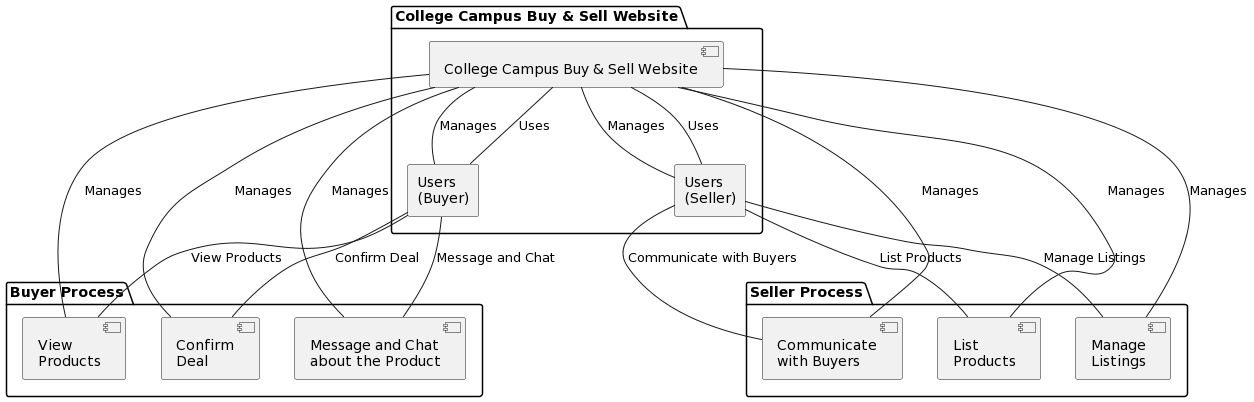 College Campus Buy & Sell Website
College Campus Buy & Sell Website
Manages
Uses
Manages
Uses
Manages
Manages
Manages
Users
(Buyer)
Users
(Seller)
Manages
Manages
Manages
View Products
Confirm Deal
Message and Chat
Communicate with Buyers
List Products
Manage Listings
Buyer Process
View
Products
Confirm
Deal
Message and Chat
about the Product
Seller Process
Communicate
with Buyers
List
Products
Manage
Listings